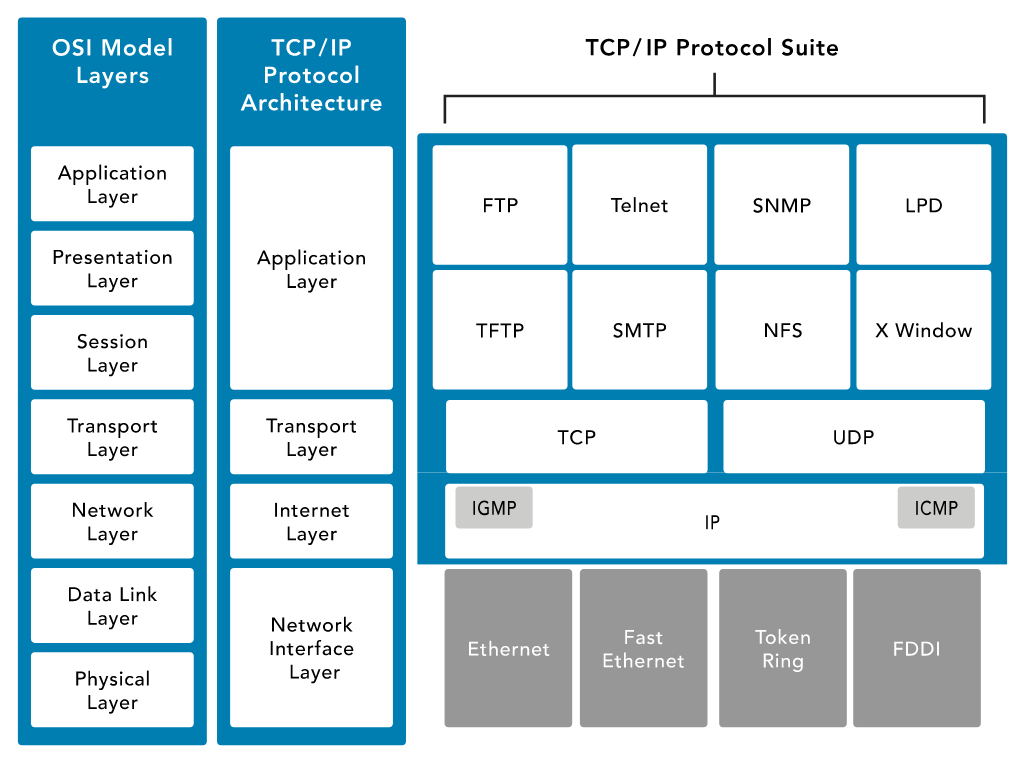 OSI Model
Layers
Application
Layer
Presentation
Layer
Session
Layer
Transport
Layer
Network
Layer
Data Link
Layer
Physical
Layer
TCP/IP
Protocol
Architecture
Application
Layer
Transport
Layer
Internet
Layer
Network
Interface
Layer
TCP/IP Protocol Suite
FTP
Telnet
SNMP
LPD
TFTP
SMTP
NFS
X Window
TCP
UDP
IGMP
IP
ICMP
Ethernet
Fast
Ethernet
Token
Ring
FDDI